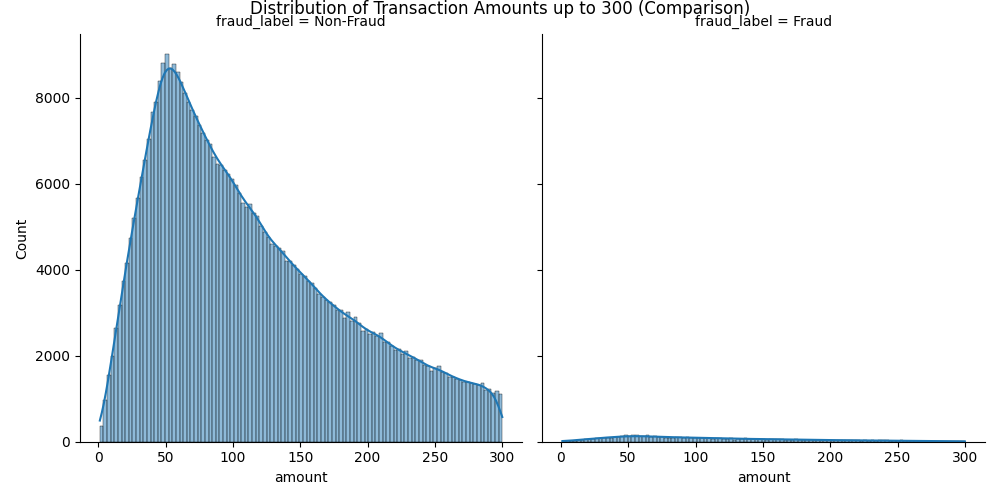 Distribution of Transaction Amounts up to 300 (Comparison)
fraud_label = Non-Fraud
fraud_label = Fraud
Count
8000
6000
4000
2000
0
0 50 100 150 200 250 300
0 50 100 150 200 250 300
amount
amount